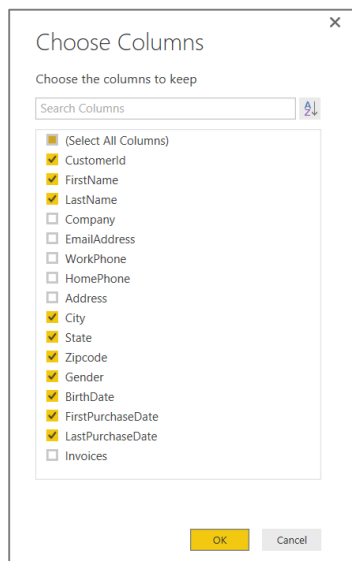 Choose Columns
Choose the columns to keep
Search Columns
(Select All Columns)
CustomerId
FirstName
LastName
Company
EmailAddress
WorkPhone
HomePhone
Address
City
State
Zipcode
Gender
BirthDate
FirstPurchaseDate
LastPurchaseDate
Invoices
OK Cancel